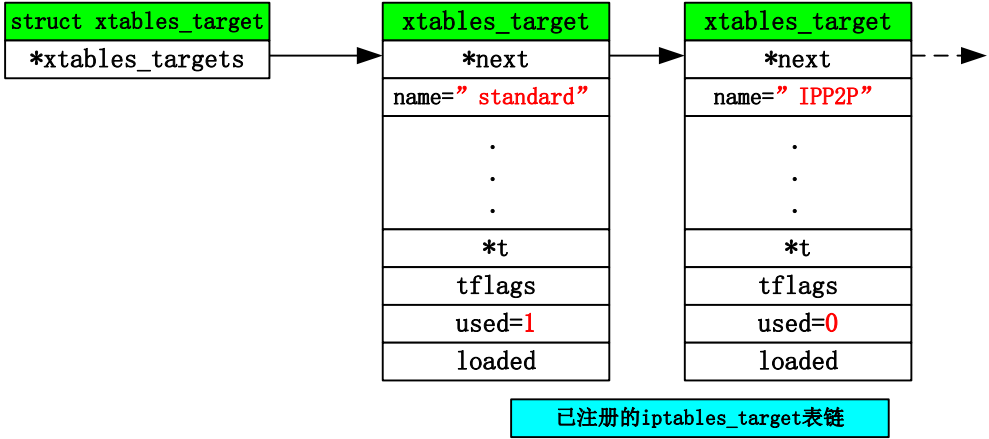 struct xtables_target
*xtables_targets
xtables_target
*next
name=”standard”
.
.
.
*t
tflags
used=1
loaded
xtables_target
*next
name=”IPP2P”
.
.
.
*t
tflags
used=0
loaded
已注册的iptables_target表链